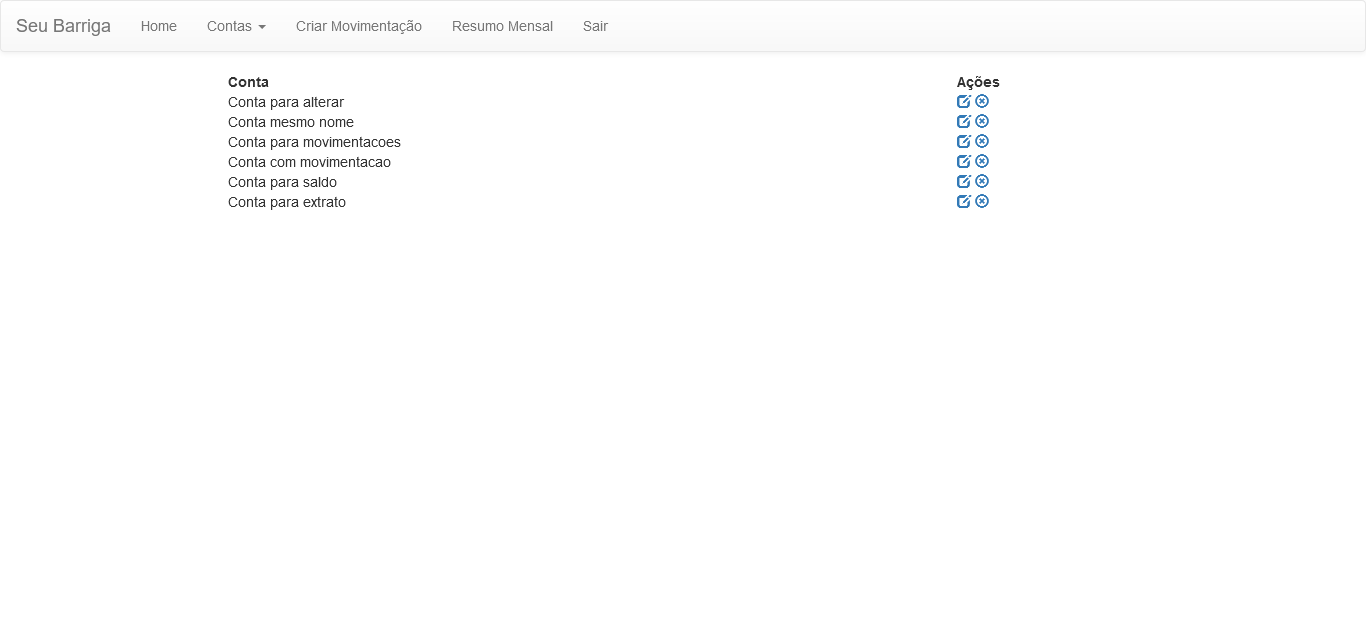 Seu Barriga Home Contas Criar Movimentação Resumo Mensal Sair
Conta Ações
Conta para alterar
Conta mesmo nome
Conta para movimentacoes
Conta com movimentacao
Conta para saldo
Conta para extrato